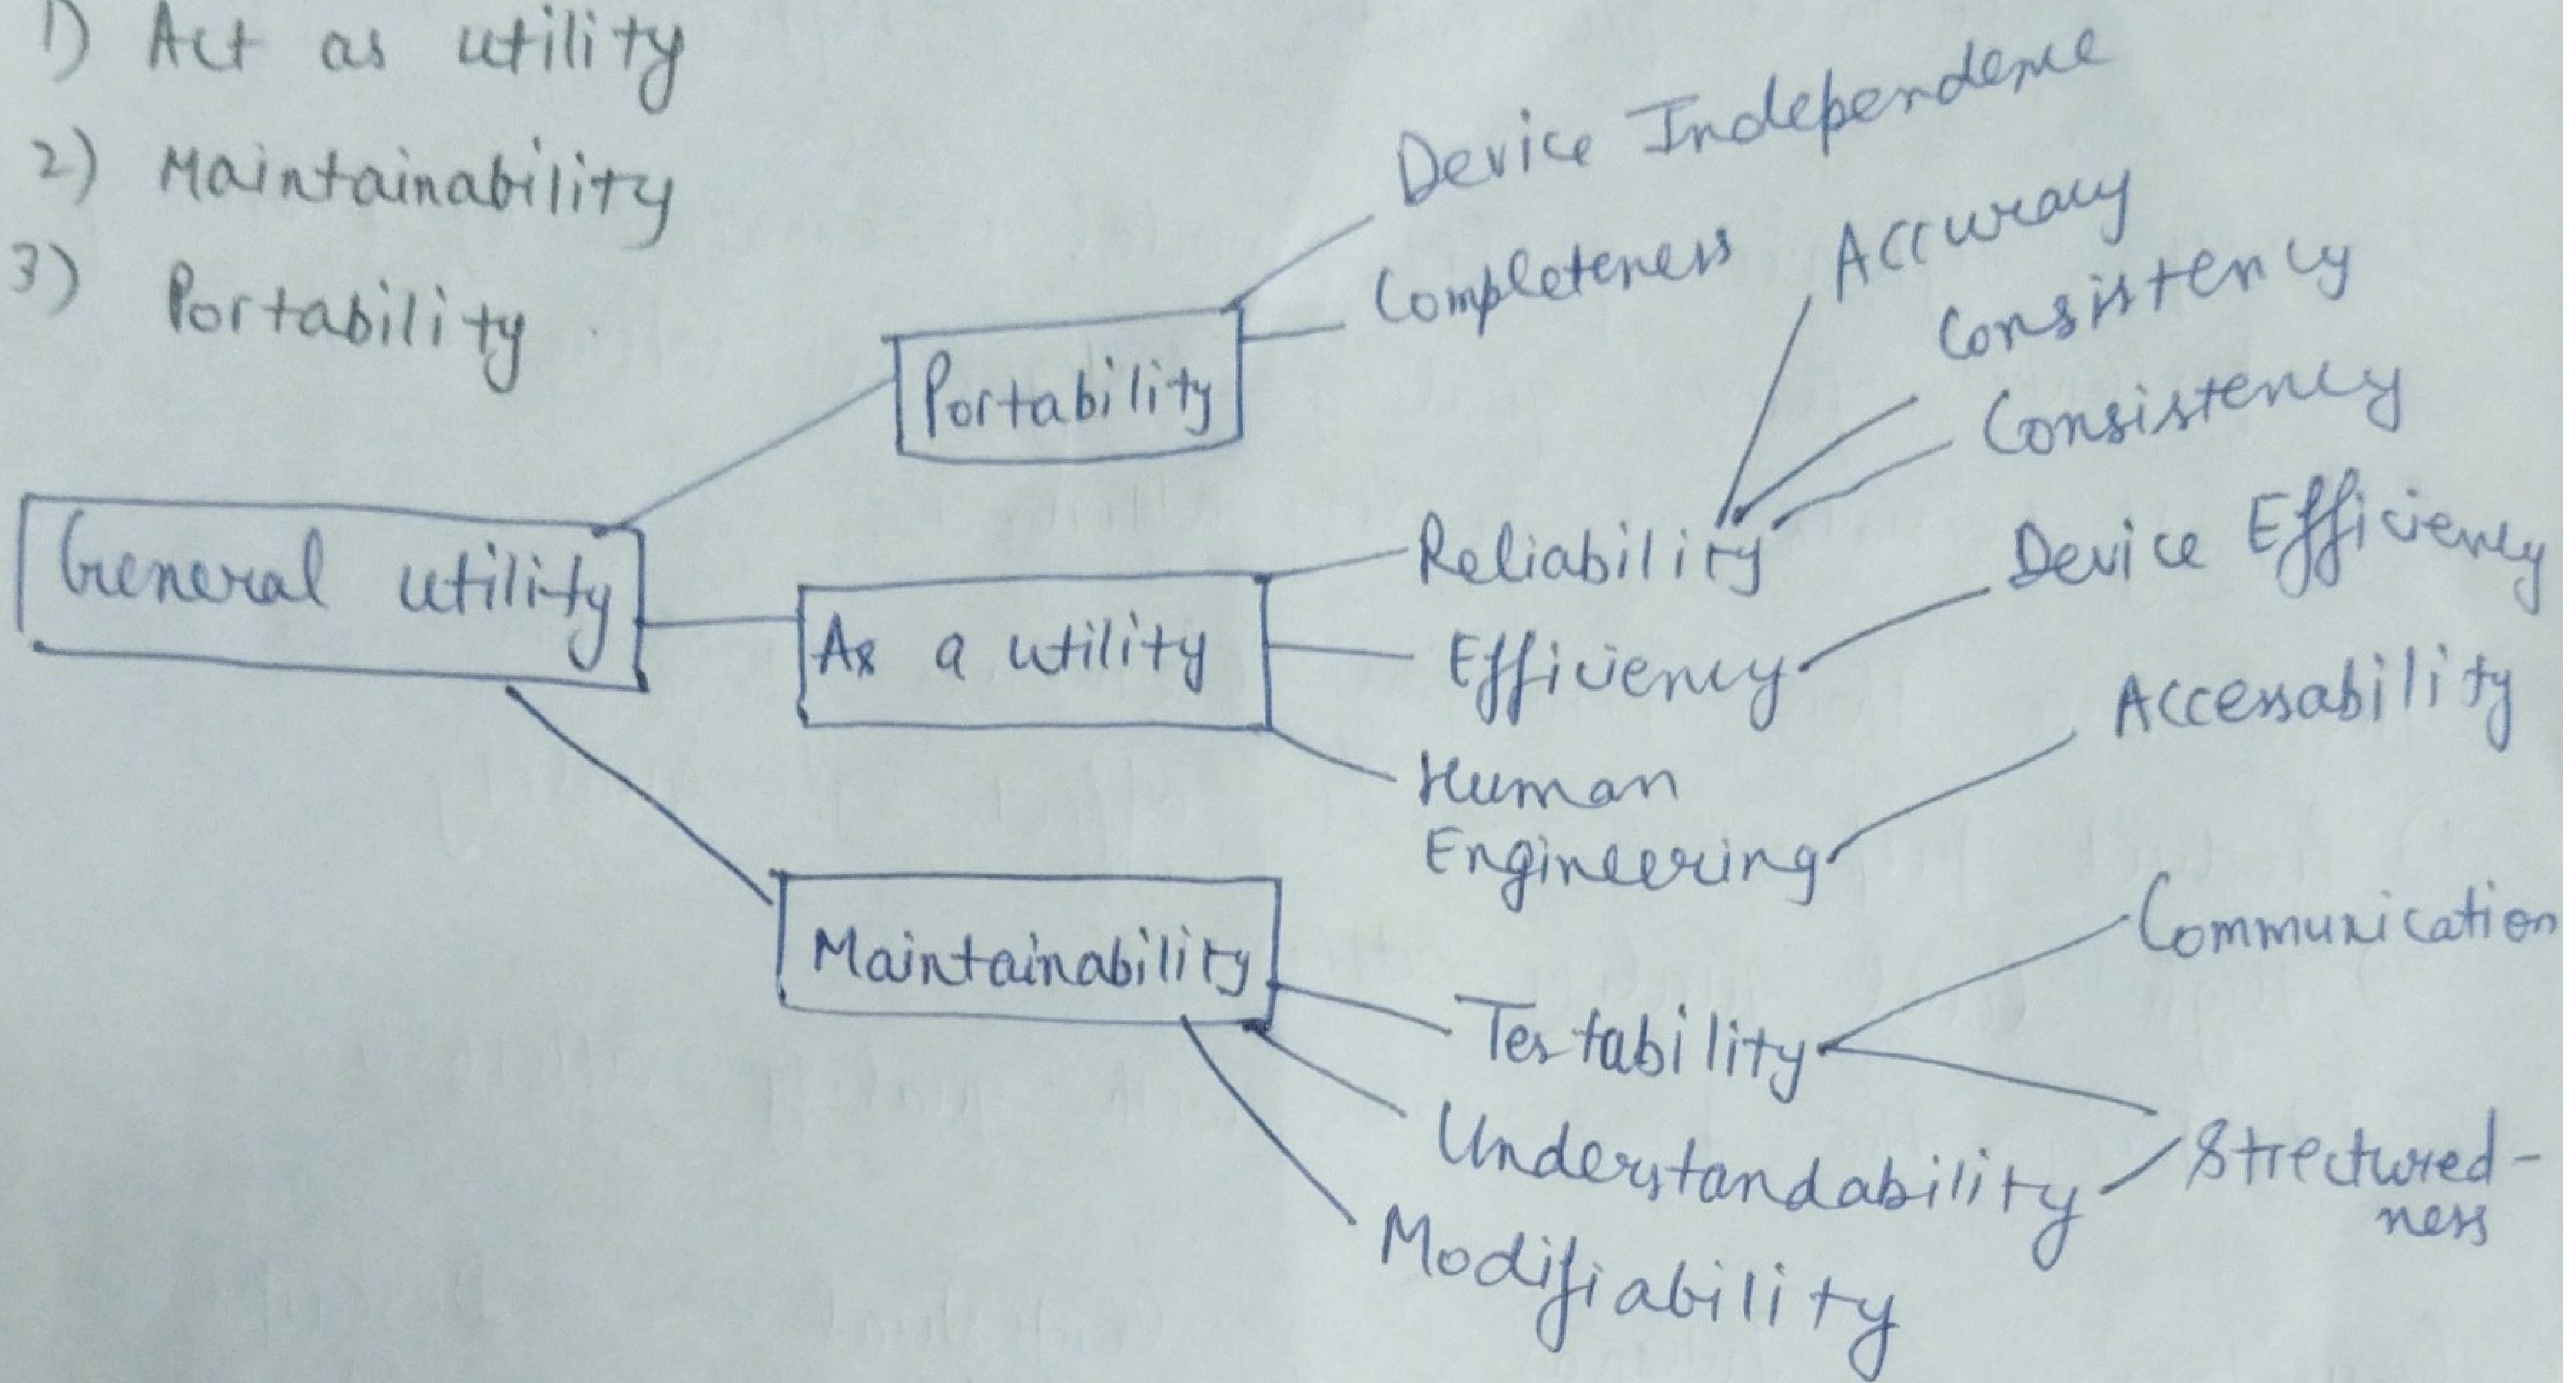 1) Act as utility
2) Maintainability
3) Portability
Device Independence
Completeness
Accuracy
Consistency
Consistency
Portability
General utility
As a utility
Reliability
Device Efficiency
Efficiency
Accessability
Human
Engineering
Maintainability
Communication
Testability
Understandability
Strectured-
ness
Modifiability